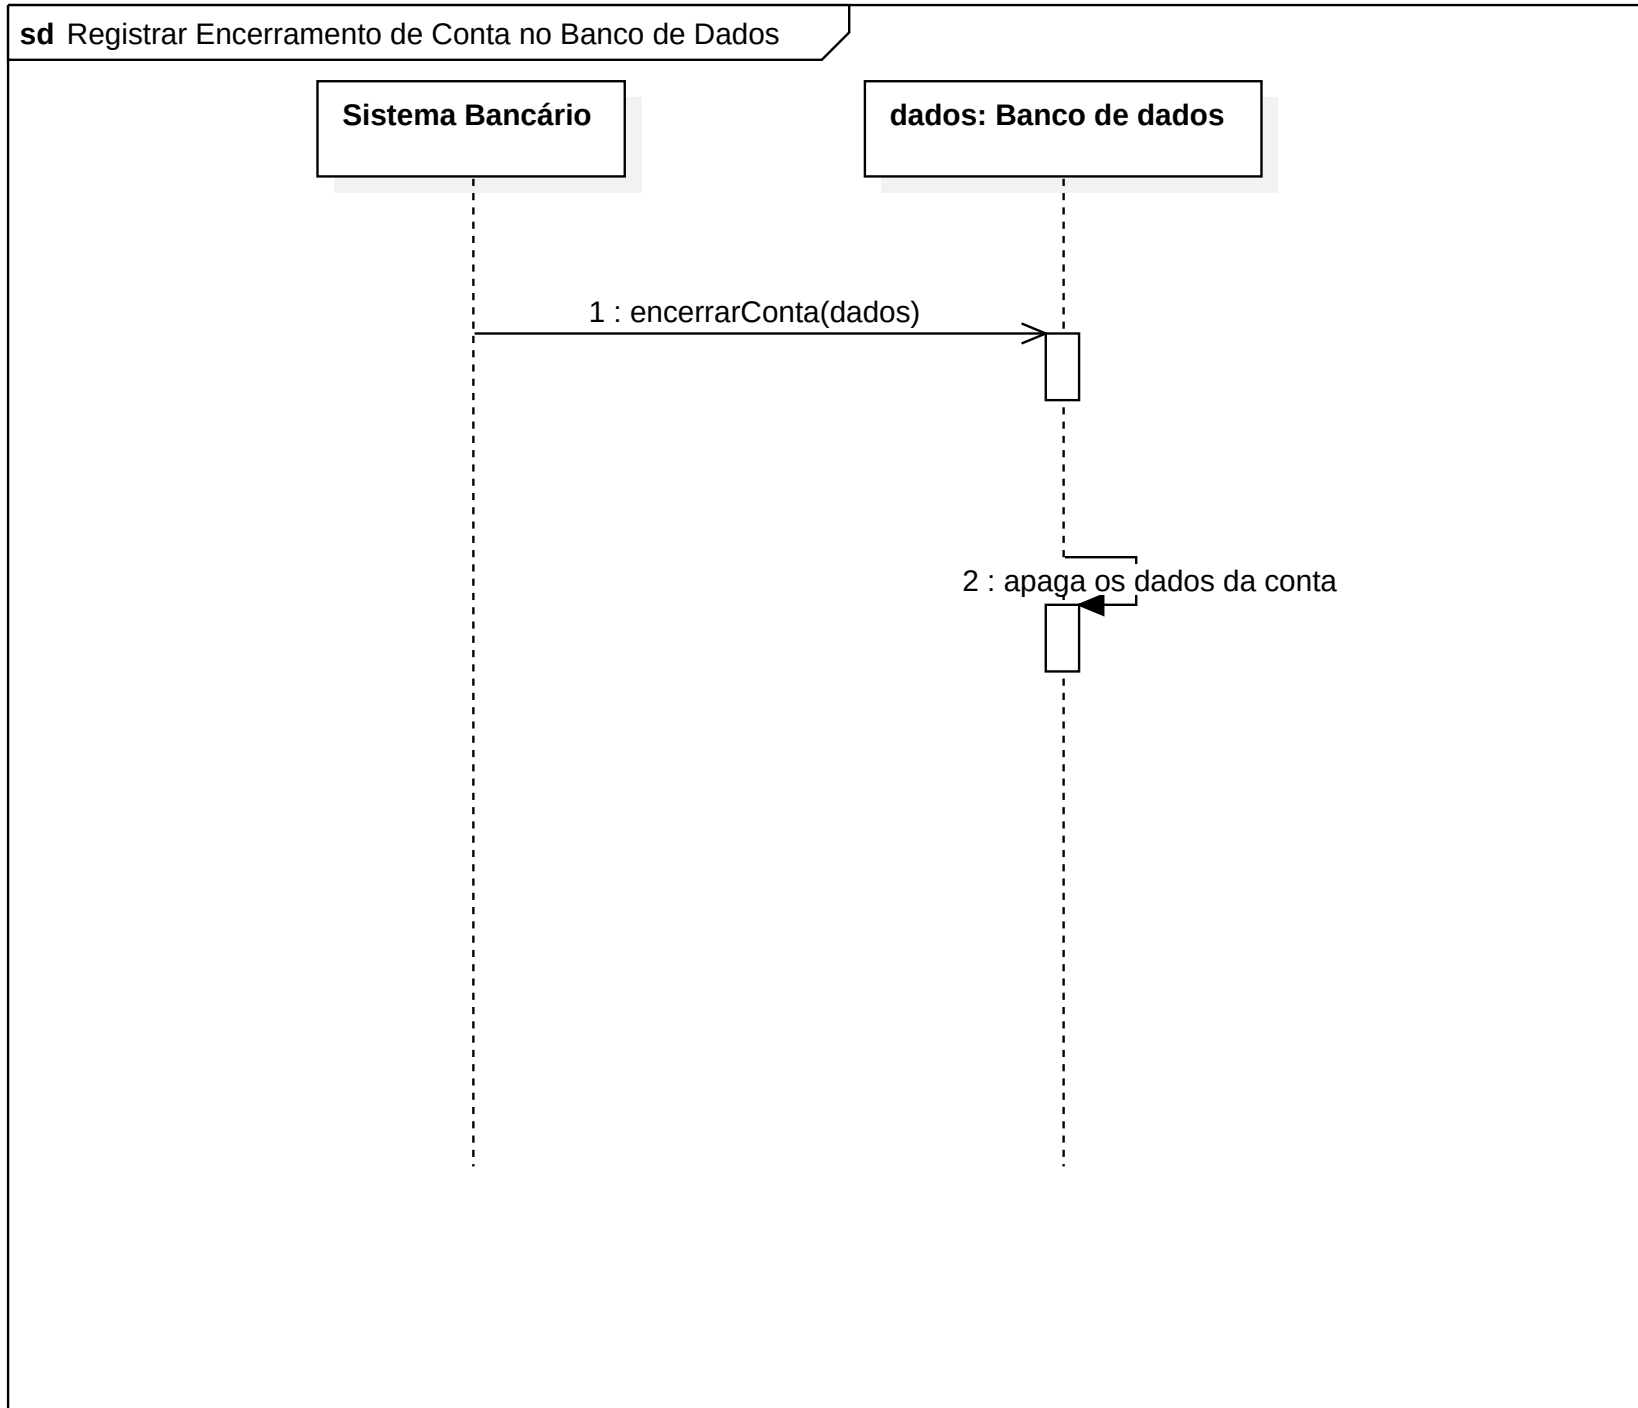 sd Registrar Encerramento de Conta no Banco de Dados
Sistema Bancário
dados: Banco de dados
1 : encerrarConta(dados)
2 : apaga os dados da conta